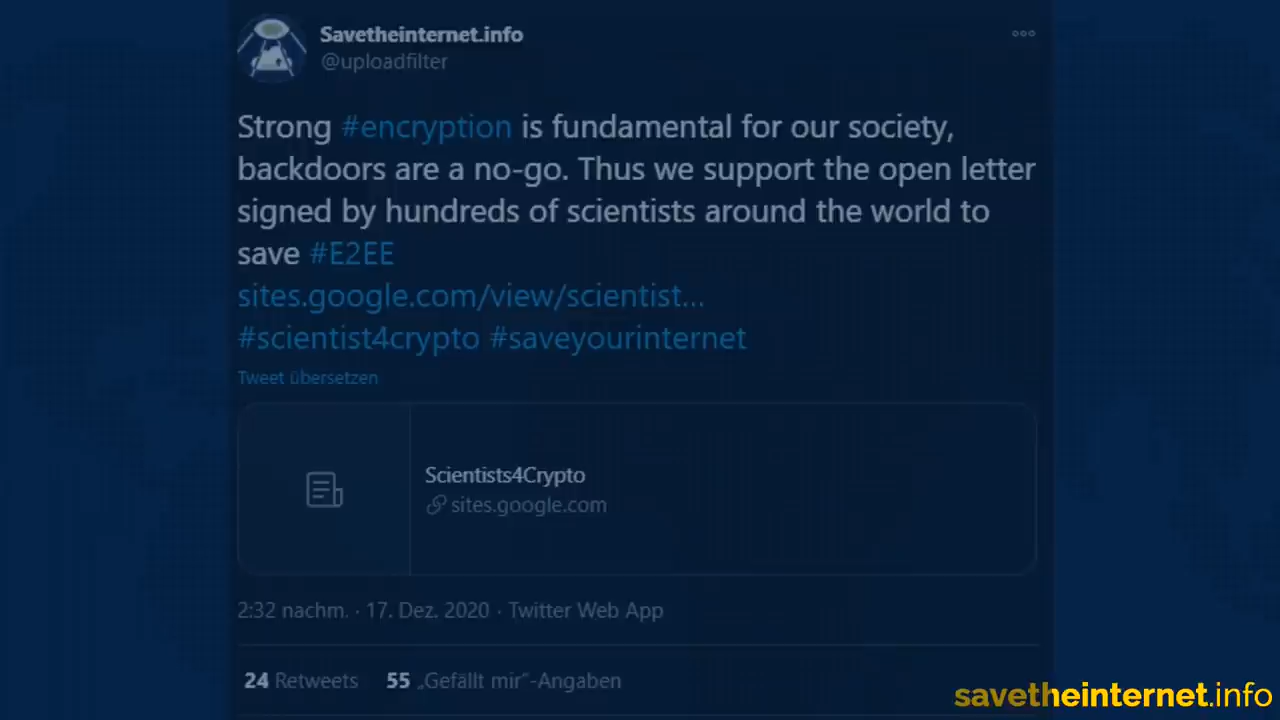 Savetheinternet.info
@uploadfilter
Strong #encryption is fundamental for our society,
backdoors are a no-go. Thus we support the open letter
signed by hundreds of scientists around the world to
save #E2EE
sites.google.com/view/scientist...
#scientist4crypto #saveyourinternet
Tweet übersetzen
Scientists4Crypto
sites.google.com
2:32 nachm. · 17. Dez. 2020 · Twitter Web App
24 Retweets 55 „Gefällt mir“-Angaben
savetheinternet.info